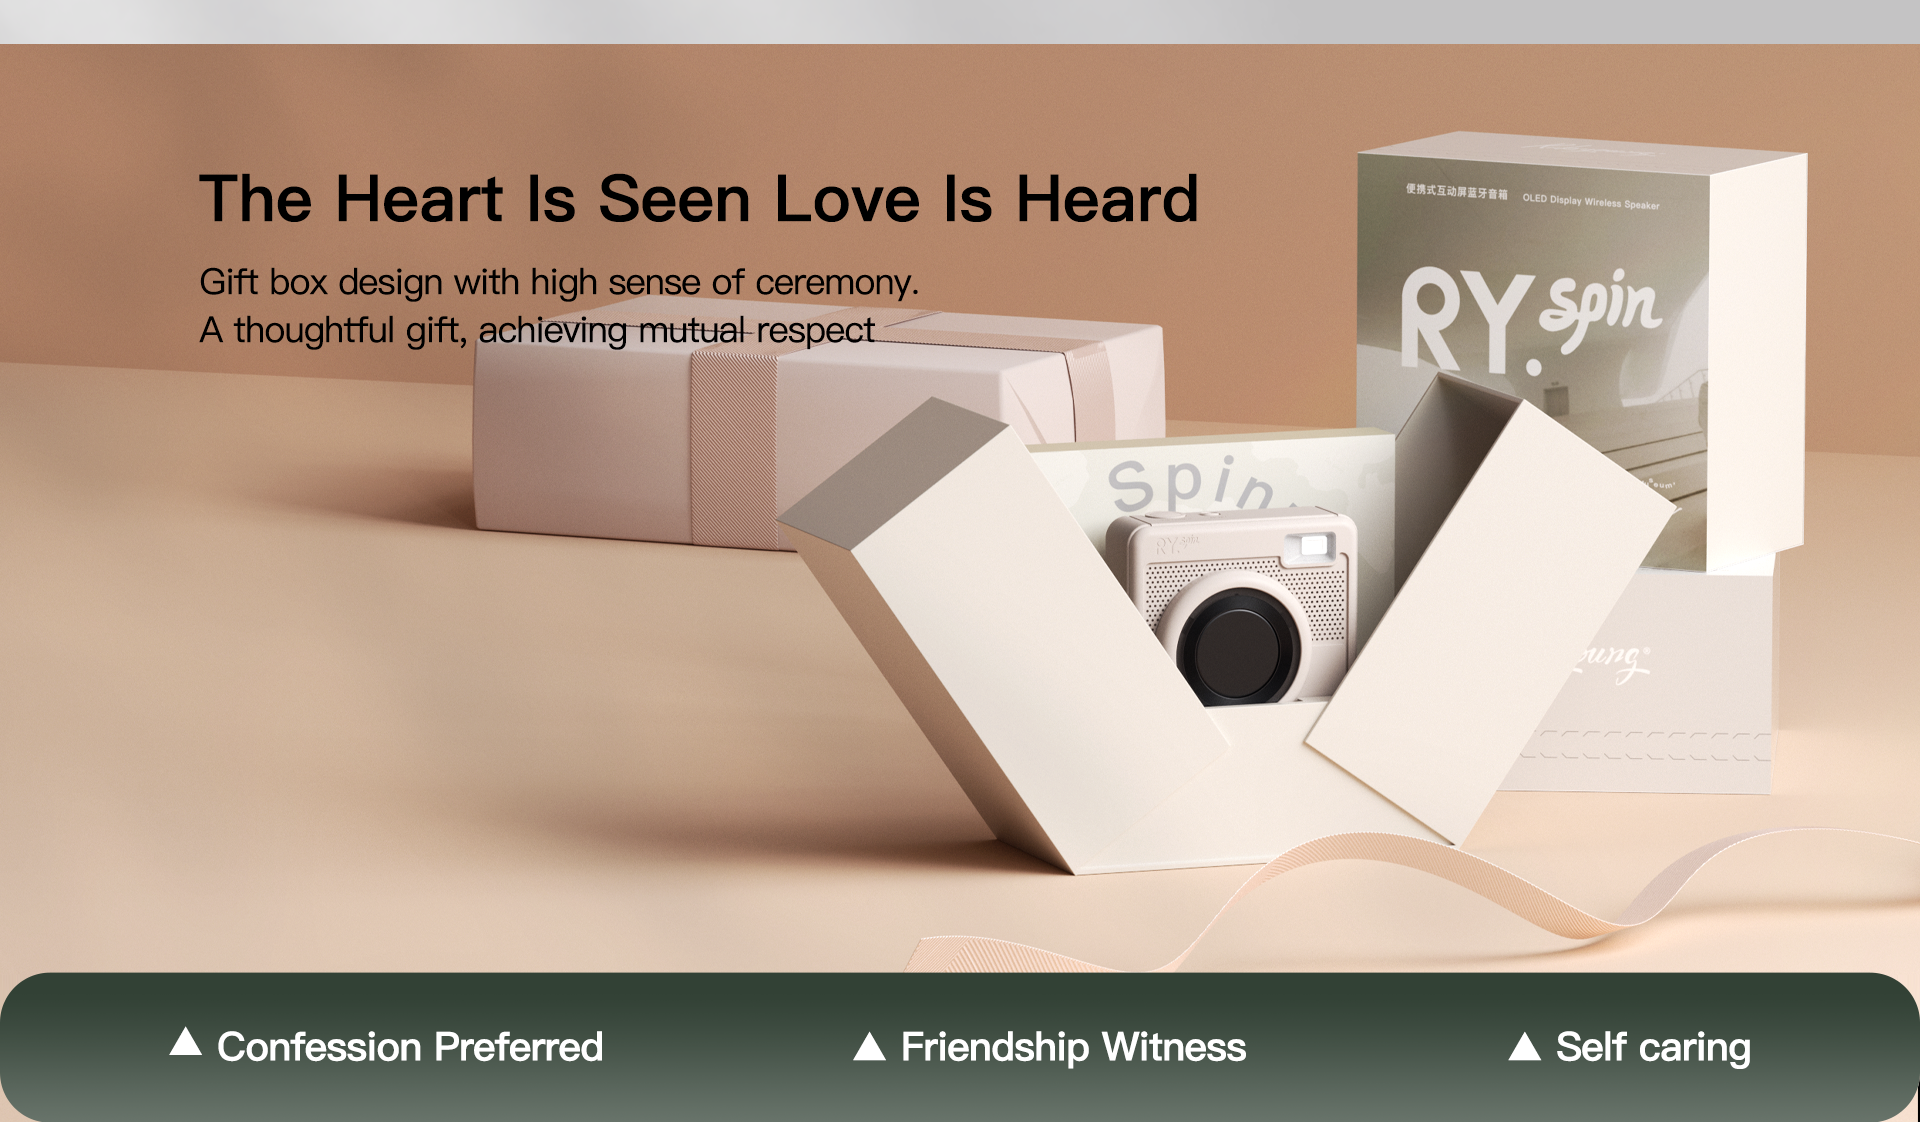 The Heart Is Seen Love Is Heard
Gift box design with high sense of ceremony.
A thoughtful gift, achieving mutual respect
便携式互动屏蓝牙音箱 OLED Display Wireless Speaker
RY. spin
Spin.
RY. spin
Confession Preferred
Friendship Witness
Self caring